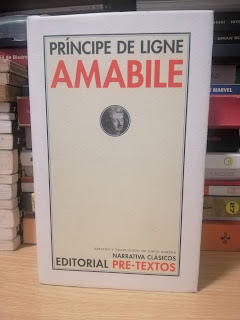 PRÍNCIPE DE LIGNE
AMABILE
NARRATIVA CLÁSICOS
EDITORIAL PRE-TEXTOS
MARVEL